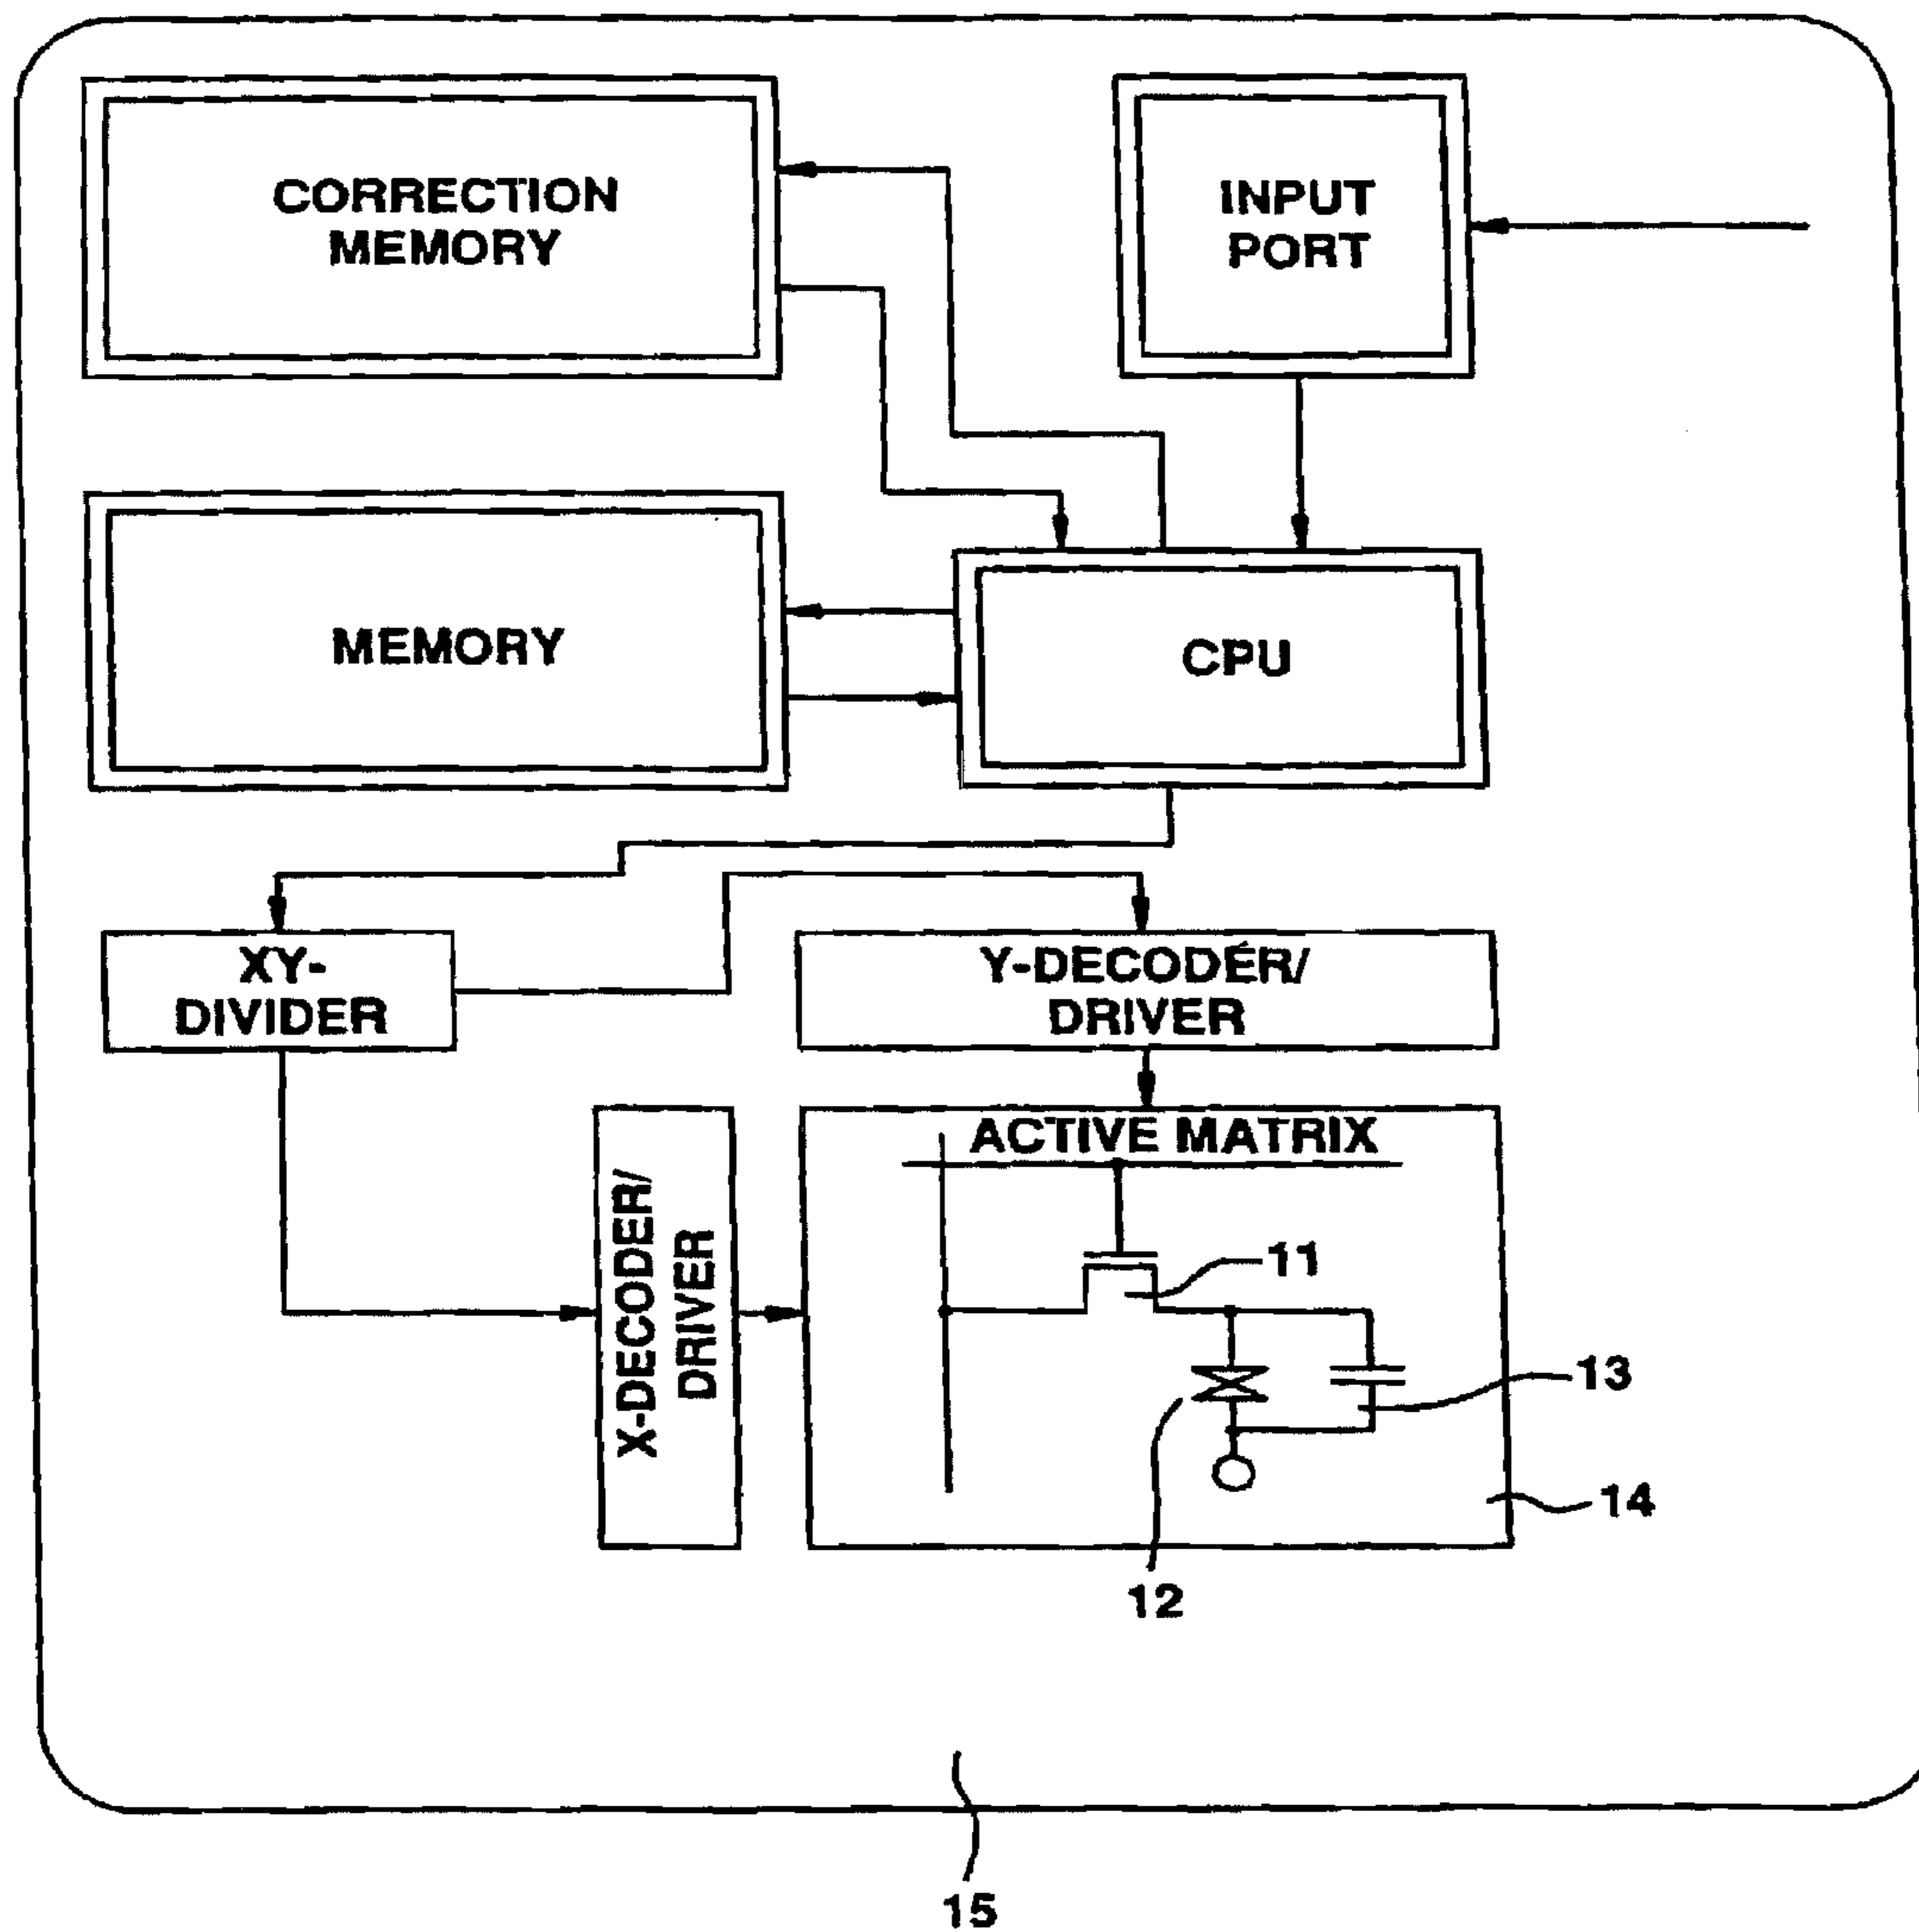 CORRECTION
MEMORY
INPUT
PORT
MEMORY
CPU
XY-
DIVIDER
Y-DECODER/
DRIVER
X-DECODER/
DRIVER
ACTIVE MATRIX
11
13
14
12
15